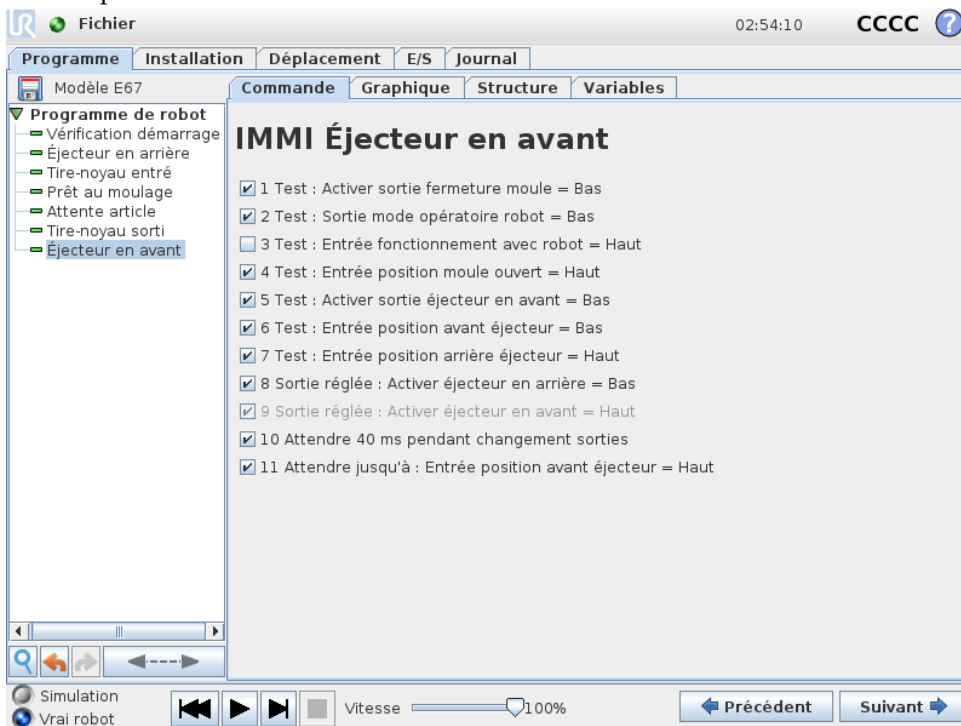 UR Fichier 02:54:10 CCCC ?
Programme Installation Déplacement E/S Journal
Modèle E67
Commande Graphique Structure Variables
Programme de robot
Vérification démarrage
Éjecteur en arrière
Tire-noyau entré
Prêt au moulage
Attente article
Tire-noyau sorti
Éjecteur en avant
IMMI Éjecteur en avant
1 Test : Activer sortie fermeture moule = Bas
2 Test : Sortie mode opératoire robot = Bas
3 Test : Entrée fonctionnement avec robot = Haut
4 Test : Entrée position moule ouvert = Haut
5 Test : Activer sortie éjecteur en avant = Bas
6 Test : Entrée position avant éjecteur = Bas
7 Test : Entrée position arrière éjecteur = Haut
8 Sortie réglée : Activer éjecteur en arrière = Bas
9 Sortie réglée : Activer éjecteur en avant = Haut
10 Attendre 40 ms pendant changement sorties
11 Attendre jusqu'à : Entrée position avant éjecteur = Haut
Simulation
Vrai robot
Vitesse 100%
Précédent Suivant